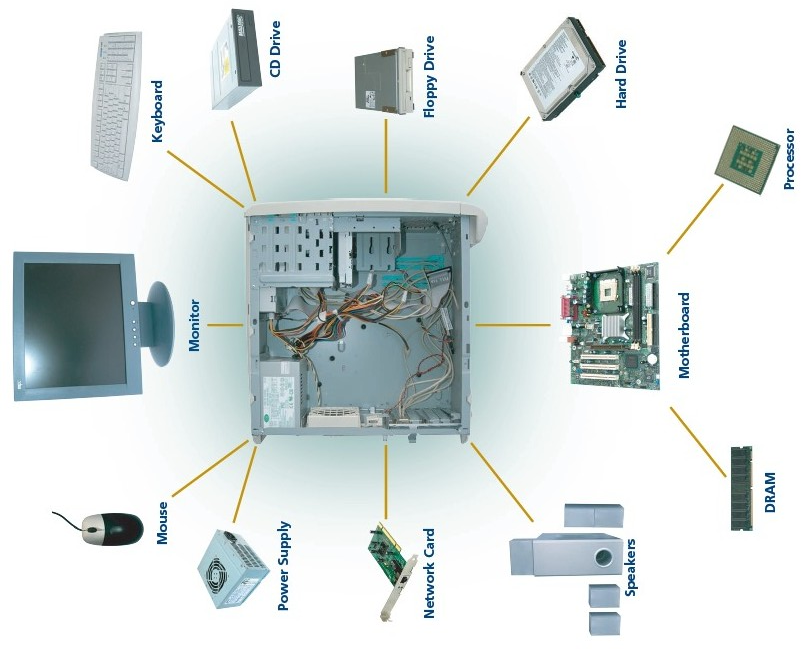 Keyboard
CD Drive
Floppy Drive
Hard Drive
Processor
Monitor
Motherboard
Mouse
Power Supply
Network Card
Speakers
DRAM